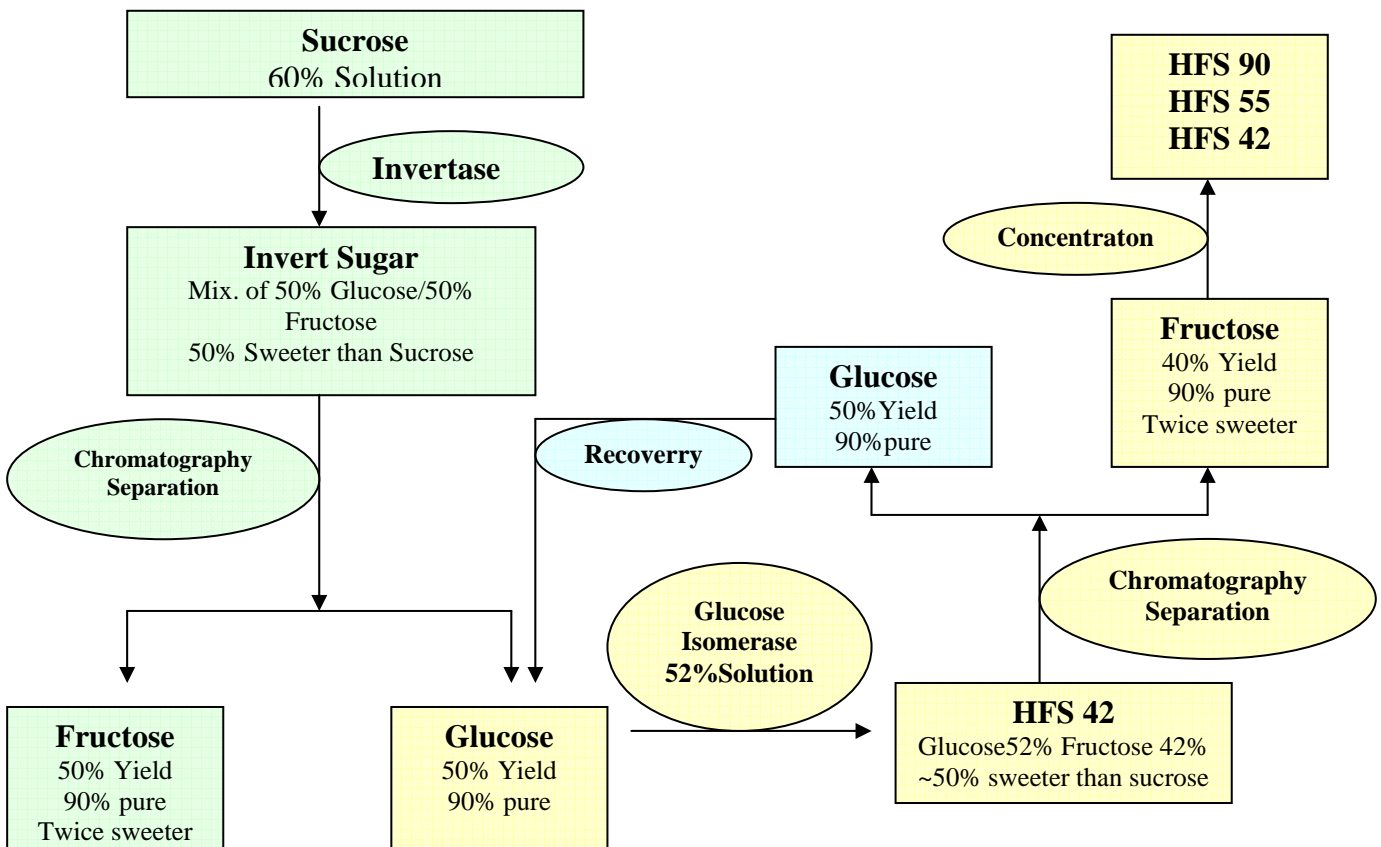 Sucrose
60% Solution
Invertase
Invert Sugar
Mix. of 50% Glucose/50%
Fructose
50% Sweeter than Sucrose
Chromatography
Separation
Fructose
50% Yield
90% pure
Twice sweeter
Glucose
50% Yield
90% pure
Recoverry
Glucose
50%Yield
90%pure
Glucose
Isomerase
52%Solution
HFS 42
Glucose52% Fructose 42%
~50% sweeter than sucrose
Chromatography
Separation
Fructose
40% Yield
90% pure
Twice sweeter
Concentraton
HFS 90
HFS 55
HFS 42